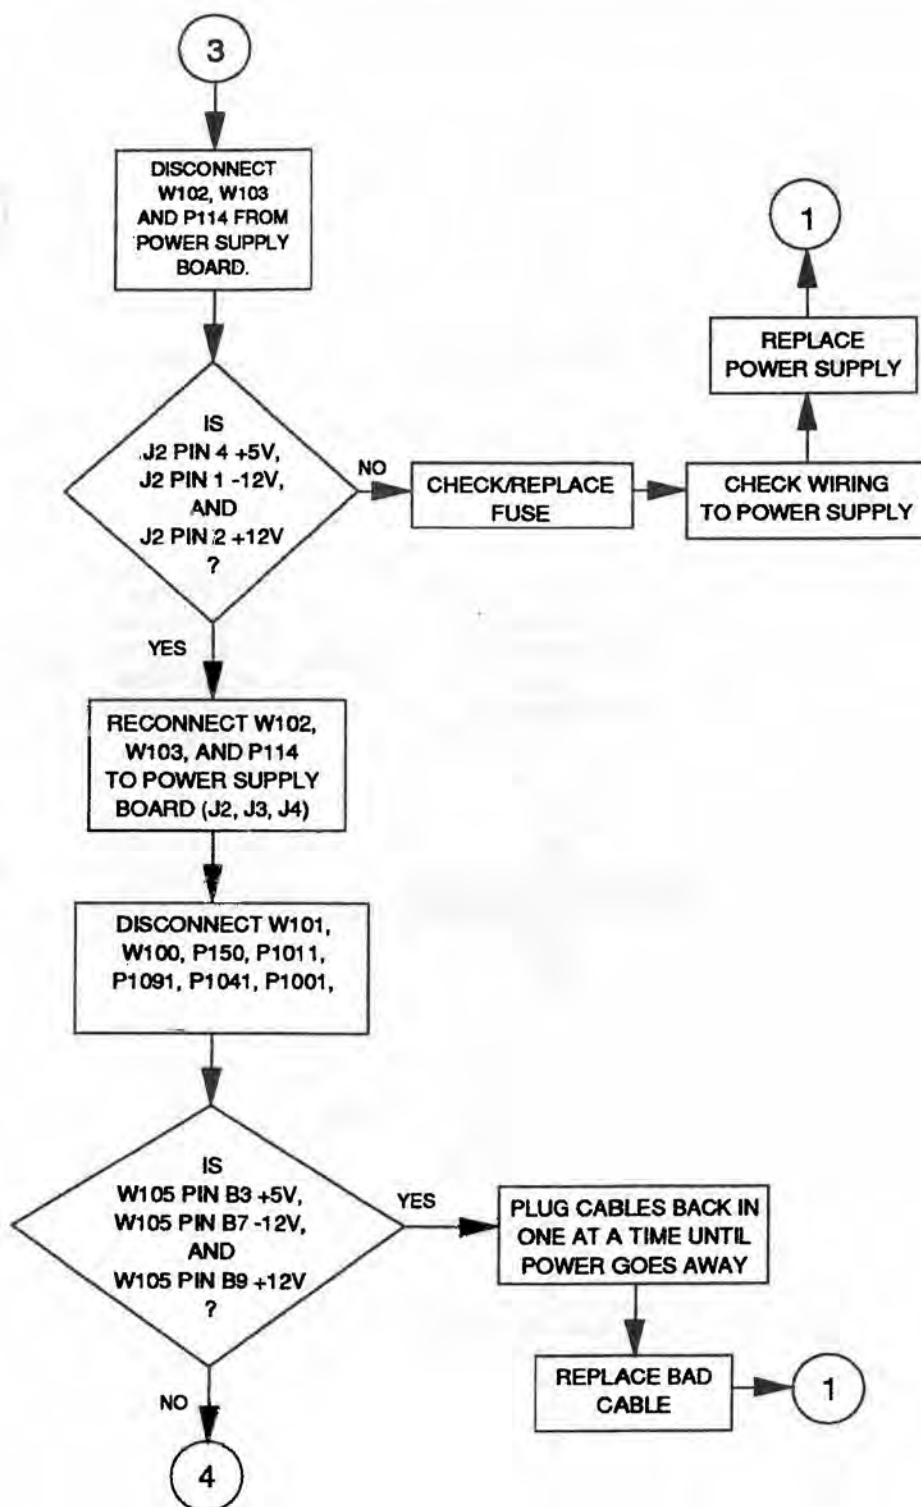 3
DISCONNECT
W102, W103
AND P114 FROM
POWER SUPPLY
BOARD.
1
REPLACE
POWER SUPPLY
IS
J2 PIN 4 +5V,
J2 PIN 1 -12V,
AND
J2 PIN 2 +12V
?
NO
CHECK/REPLACE
FUSE
CHECK WIRING
TO POWER SUPPLY
YES
RECONNECT W102,
W103, AND P114
TO POWER SUPPLY
BOARD (J2, J3, J4)
DISCONNECT W101,
W100, P150, P1011,
P1091, P1041, P1001,
IS
W105 PIN B3 +5V,
W105 PIN B7 -12V,
AND
W105 PIN B9 +12V
?
YES
PLUG CABLES BACK IN
ONE AT A TIME UNTIL
POWER GOES AWAY
REPLACE BAD
CABLE
1
NO
4